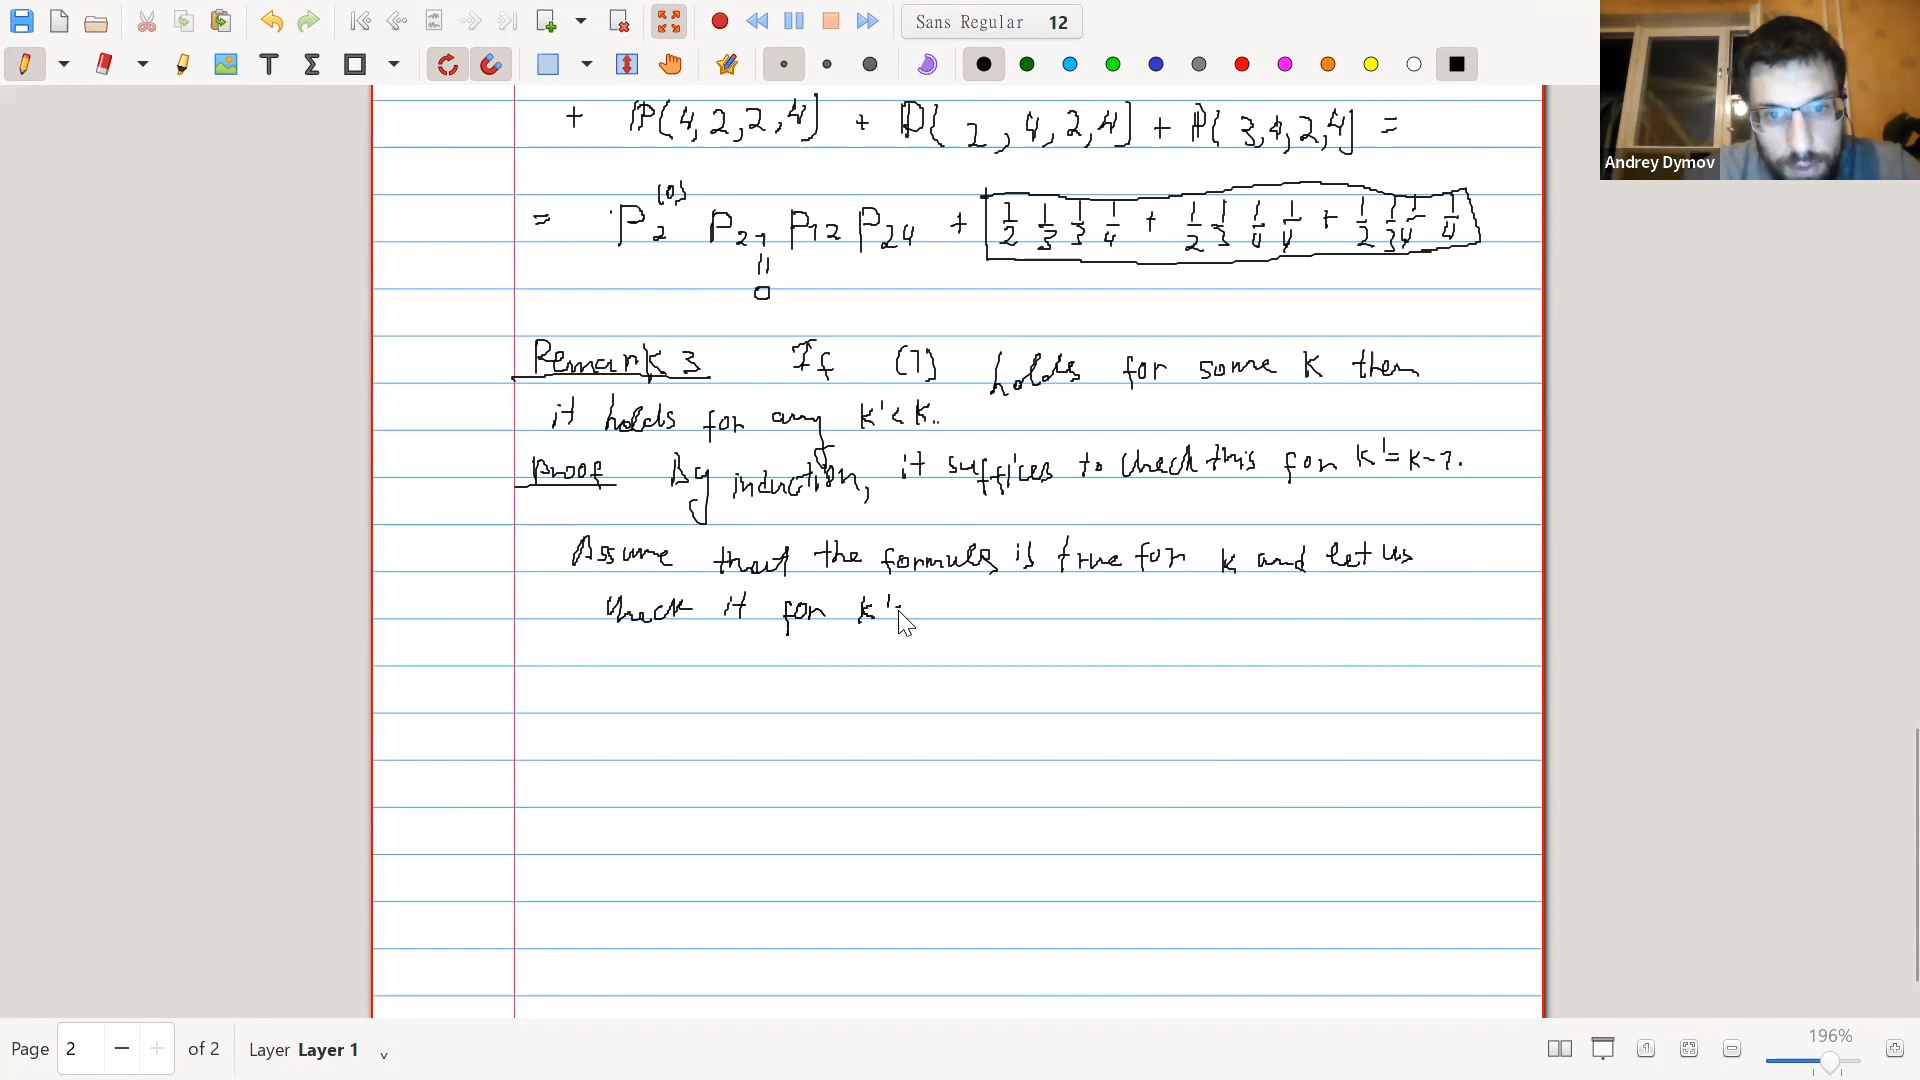 Sans Regular 12
Andrey Dymov
+ ℙ(4,2,2,4) + ℙ(2,4,2,4) + ℙ(3,4,2,4) =
= P₂⁽⁰⁾ P₂₁ P₁₂ P₂₄ + 1/2 1/3 1/3 1/4 + 1/2 1/3 1/4 1/4 + 1/2 1/3 1/4 1/4
||
0
Remark 3 If (1) holds for some k then
it holds for any k' < k.
Proof By induction, it suffices to check this for k' = k-1.
Assume that the formula is true for k and let us
check it for k'
Page 2 of 2 Layer Layer 1 196%